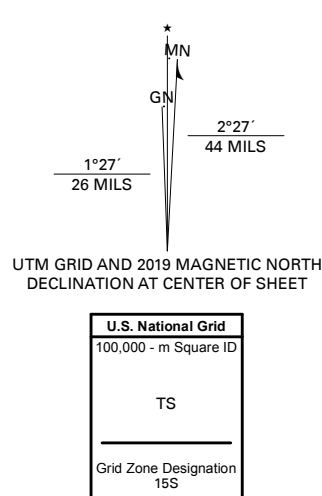 ★
MN
GN
2°27´
44 MILS
1°27´
26 MILS
UTM GRID AND 2019 MAGNETIC NORTH
DECLINATION AT CENTER OF SHEET
U.S. National Grid
100,000 - m Square ID
TS
Grid Zone Designation
15S